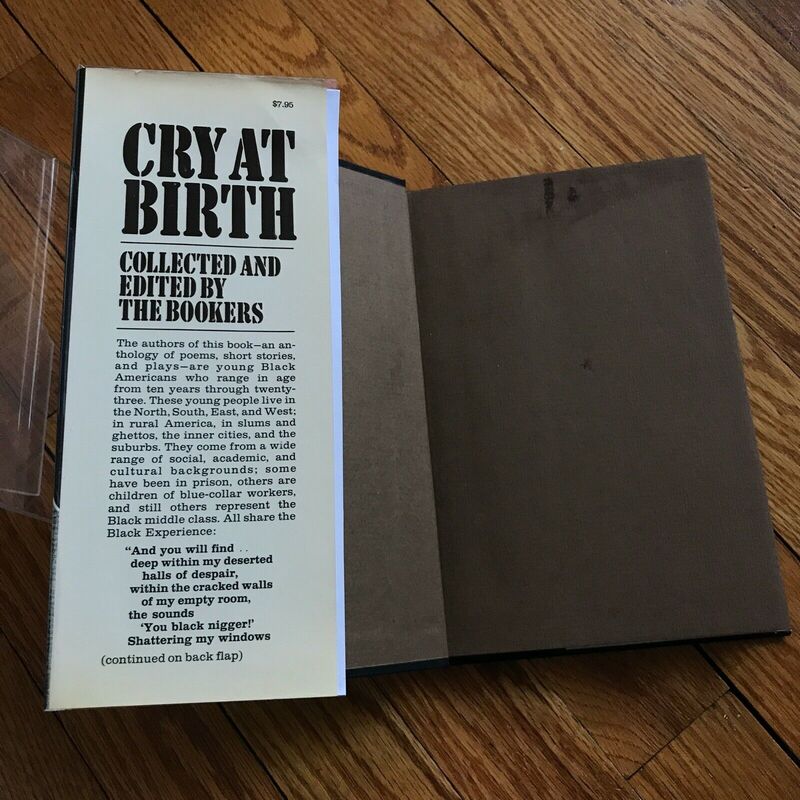 $7.95
CRY AT
BIRTH
COLLECTED AND
EDITED BY
THE BOOKERS
The authors of this book—an an-
thology of poems, short stories,
and plays—are young Black
Americans who range in age
from ten years through twenty-
three. These young people live in
the North, South, East, and West;
in rural America, in slums and
ghettos, the inner cities, and the
suburbs. They come from a wide
range of social, academic, and
cultural backgrounds; some
have been in prison, others are
children of blue-collar workers,
and still others represent the
Black middle class. All share the
Black Experience:
"And you will find . .
deep within my deserted
halls of despair,
within the cracked walls
of my empty room,
the sounds
'You black nigger!'
Shattering my windows
(continued on back flap)